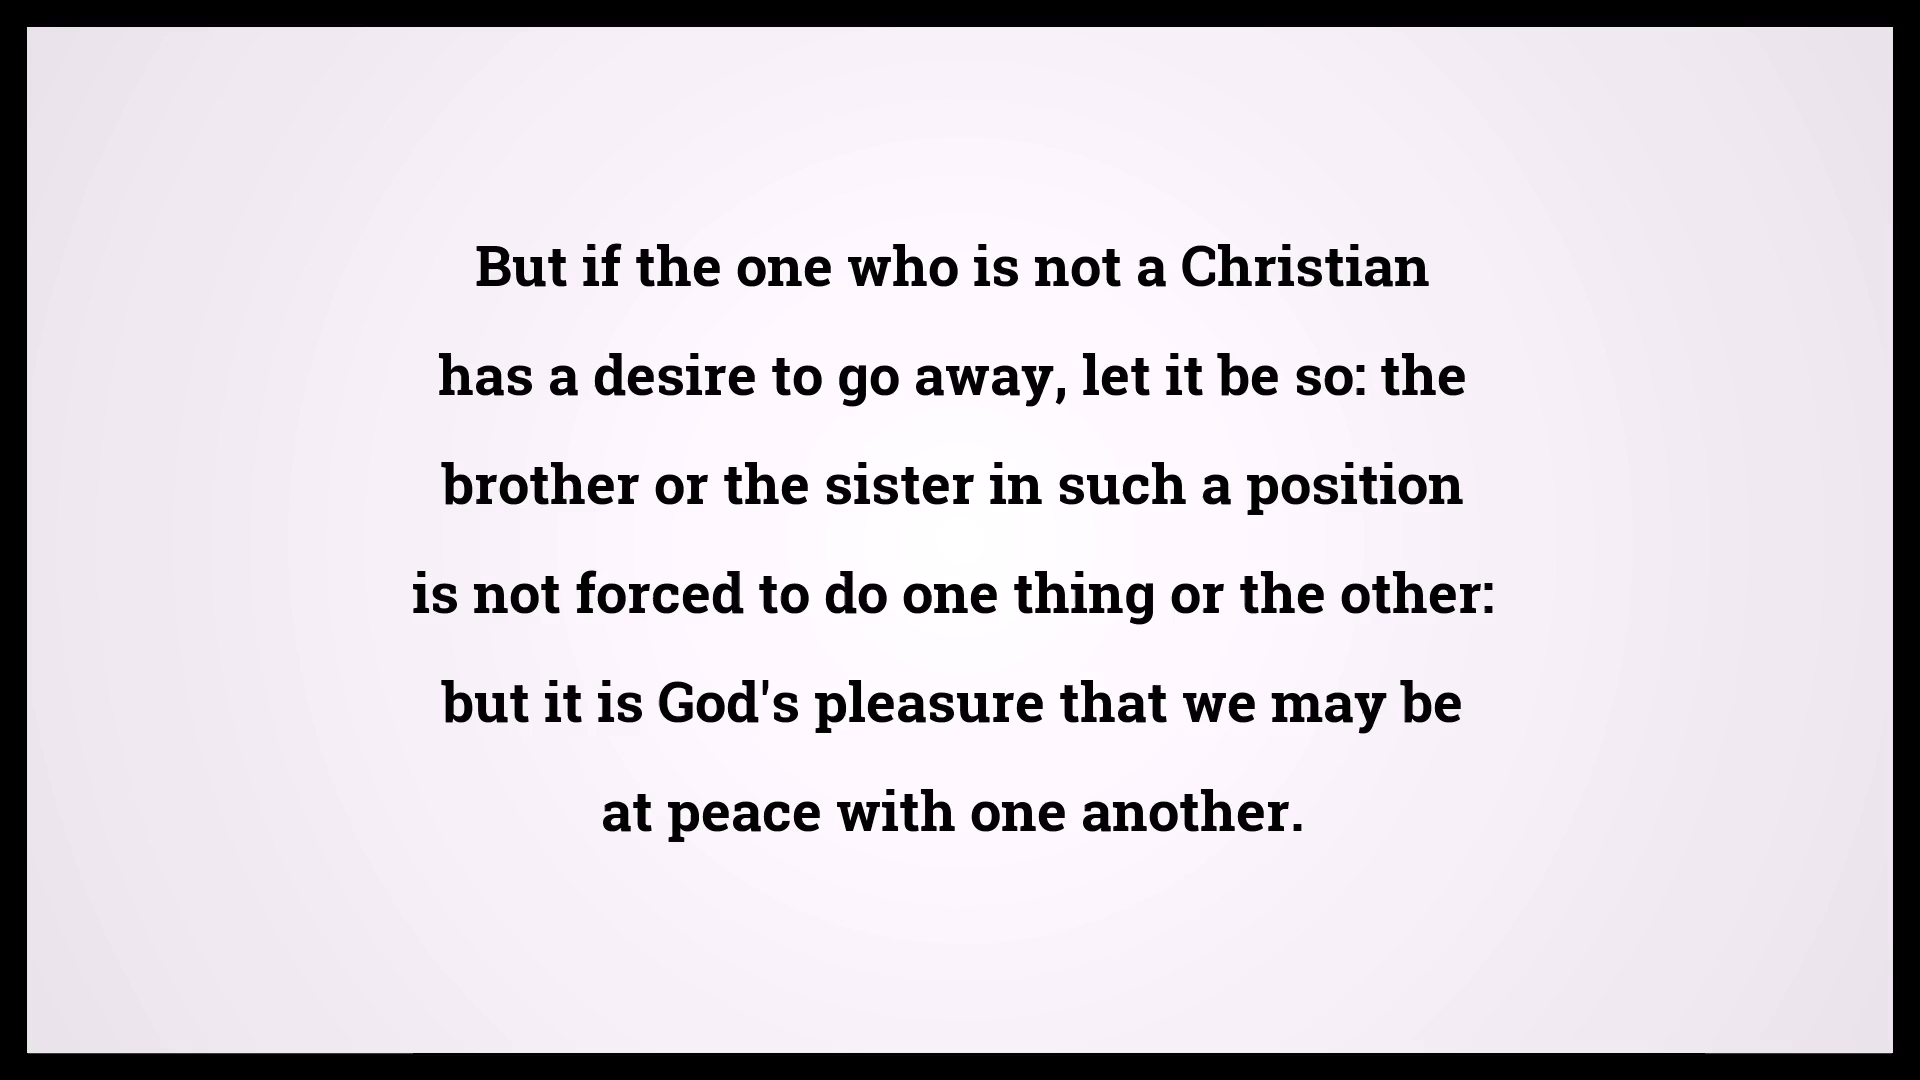 But if the one who is not a Christian
has a desire to go away, let it be so: the
brother or the sister in such a position
is not forced to do one thing or the other:
but it is God's pleasure that we may be
at peace with one another.